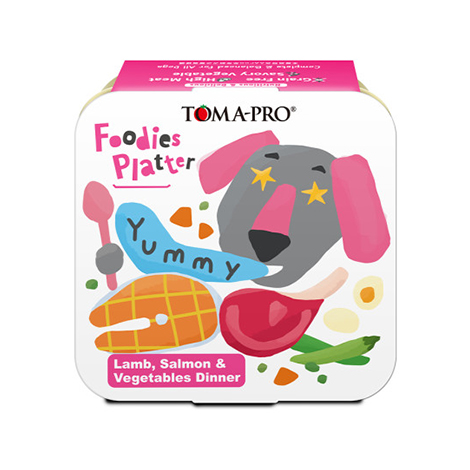 Complete & Balanced for All Dogs
Grain Free High Meat
Savory Vegetable
TOMA-PRO®
Foodies
Platter
Yummy
Lamb, Salmon &
Vegetables Dinner